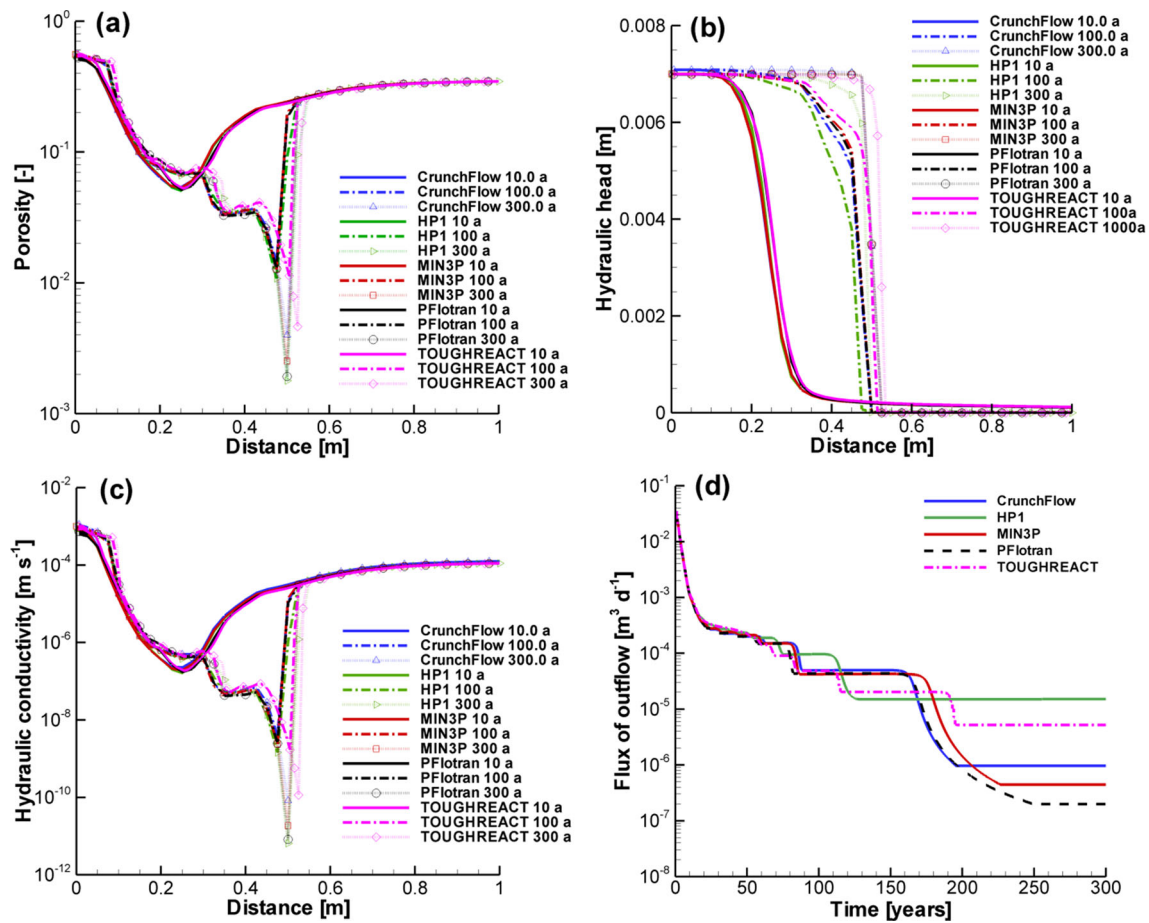 (a)
10⁰
10⁻¹
10⁻²
10⁻³
Porosity [-]
0
0.2
0.4
0.6
0.8
1
Distance [m]
CrunchFlow 10.0 a
CrunchFlow 100.0 a
CrunchFlow 300.0 a
HP1 10 a
HP1 100 a
HP1 300 a
MIN3P 10 a
MIN3P 100 a
MIN3P 300 a
PFlotran 10 a
PFlotran 100 a
PFlotran 300 a
TOUGHREACT 10 a
TOUGHREACT 100 a
TOUGHREACT 300 a
(b)
0.008
0.006
0.004
0.002
0
Hydraulic head [m]
0
0.2
0.4
0.6
0.8
1
Distance [m]
CrunchFlow 10.0 a
CrunchFlow 100.0 a
CrunchFlow 300.0 a
HP1 10 a
HP1 100 a
HP1 300 a
MIN3P 10 a
MIN3P 100 a
MIN3P 300 a
PFlotran 10 a
PFlotran 100 a
PFlotran 300 a
TOUGHREACT 10 a
TOUGHREACT 100a
TOUGHREACT 1000a
(c)
10⁻²
10⁻⁴
10⁻⁶
10⁻⁸
10⁻¹⁰
10⁻¹²
Hydraulic conductivity [m s⁻¹]
0
0.2
0.4
0.6
0.8
1
Distance [m]
CrunchFlow 10.0 a
CrunchFlow 100.0 a
CrunchFlow 300.0 a
HP1 10 a
HP1 100 a
HP1 300 a
MIN3P 10 a
MIN3P 100 a
MIN3P 300 a
PFlotran 10 a
PFlotran 100 a
PFlotran 300 a
TOUGHREACT 10 a
TOUGHREACT 100 a
TOUGHREACT 300 a
(d)
10⁻¹
10⁻²
10⁻³
10⁻⁴
10⁻⁵
10⁻⁶
10⁻⁷
10⁻⁸
Flux of outflow [m³ d⁻¹]
0
50
100
150
200
250
300
Time [years]
CrunchFlow
HP1
MIN3P
PFlotran
TOUGHREACT